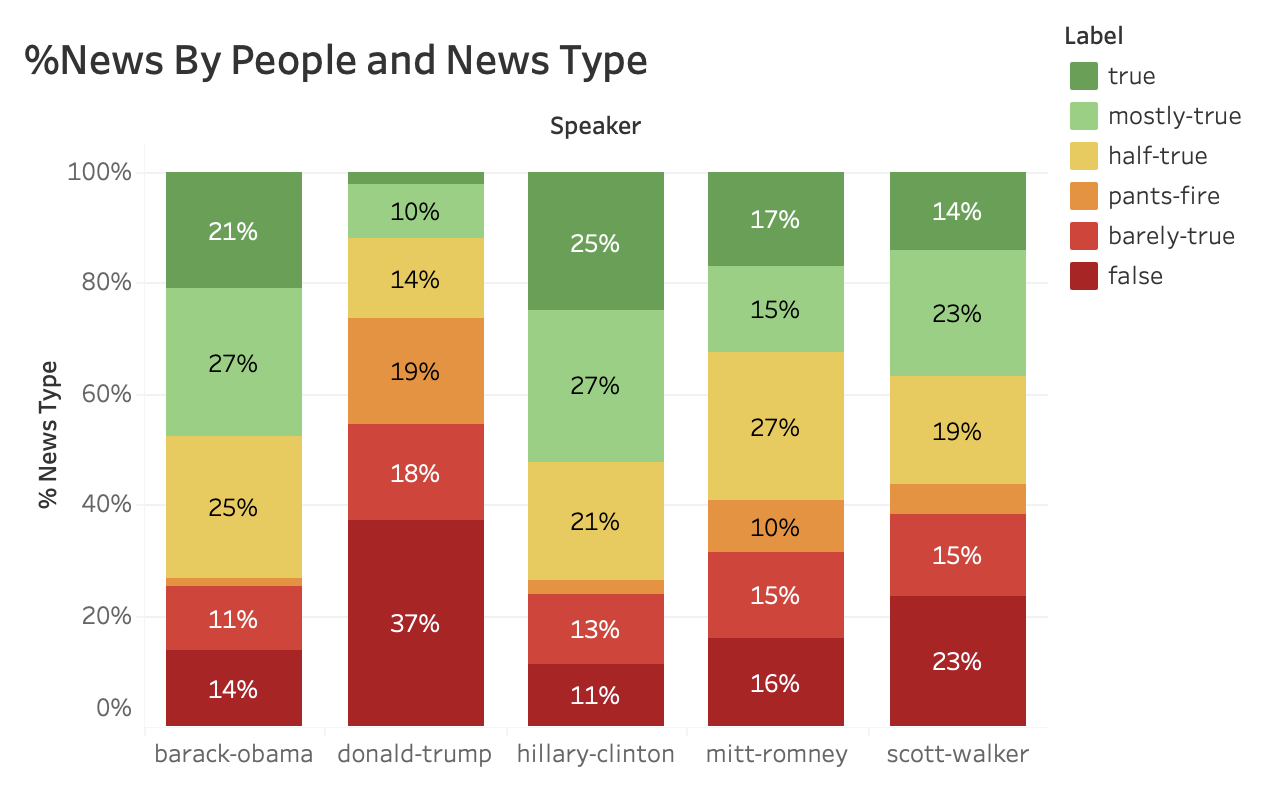 %News By People and News Type
Label
true
mostly-true
half-true
pants-fire
barely-true
false
Speaker
% News Type
100%
80%
60%
40%
20%
0%
21%
27%
25%
11%
14%
10%
14%
19%
18%
37%
25%
27%
21%
13%
11%
17%
15%
27%
10%
15%
16%
14%
23%
19%
15%
23%
barack-obama
donald-trump
hillary-clinton
mitt-romney
scott-walker